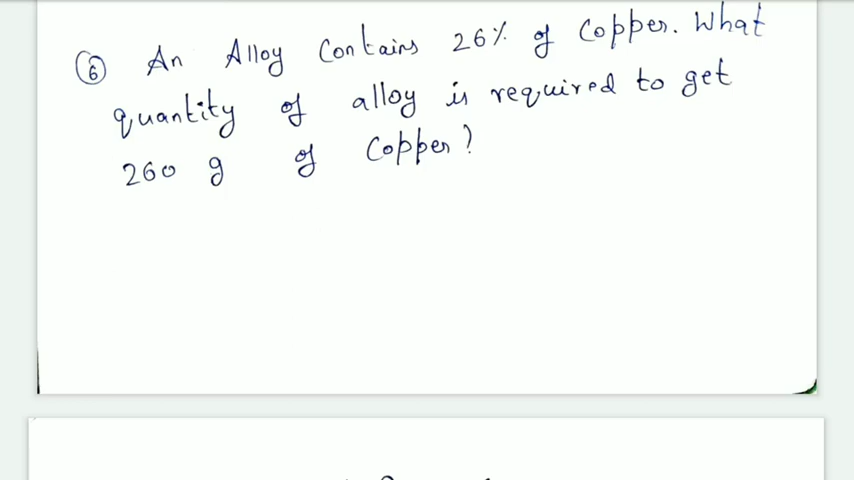 6 An Alloy Contains 26% of Copper. What
quantity of alloy is required to get
260 g of Copper?